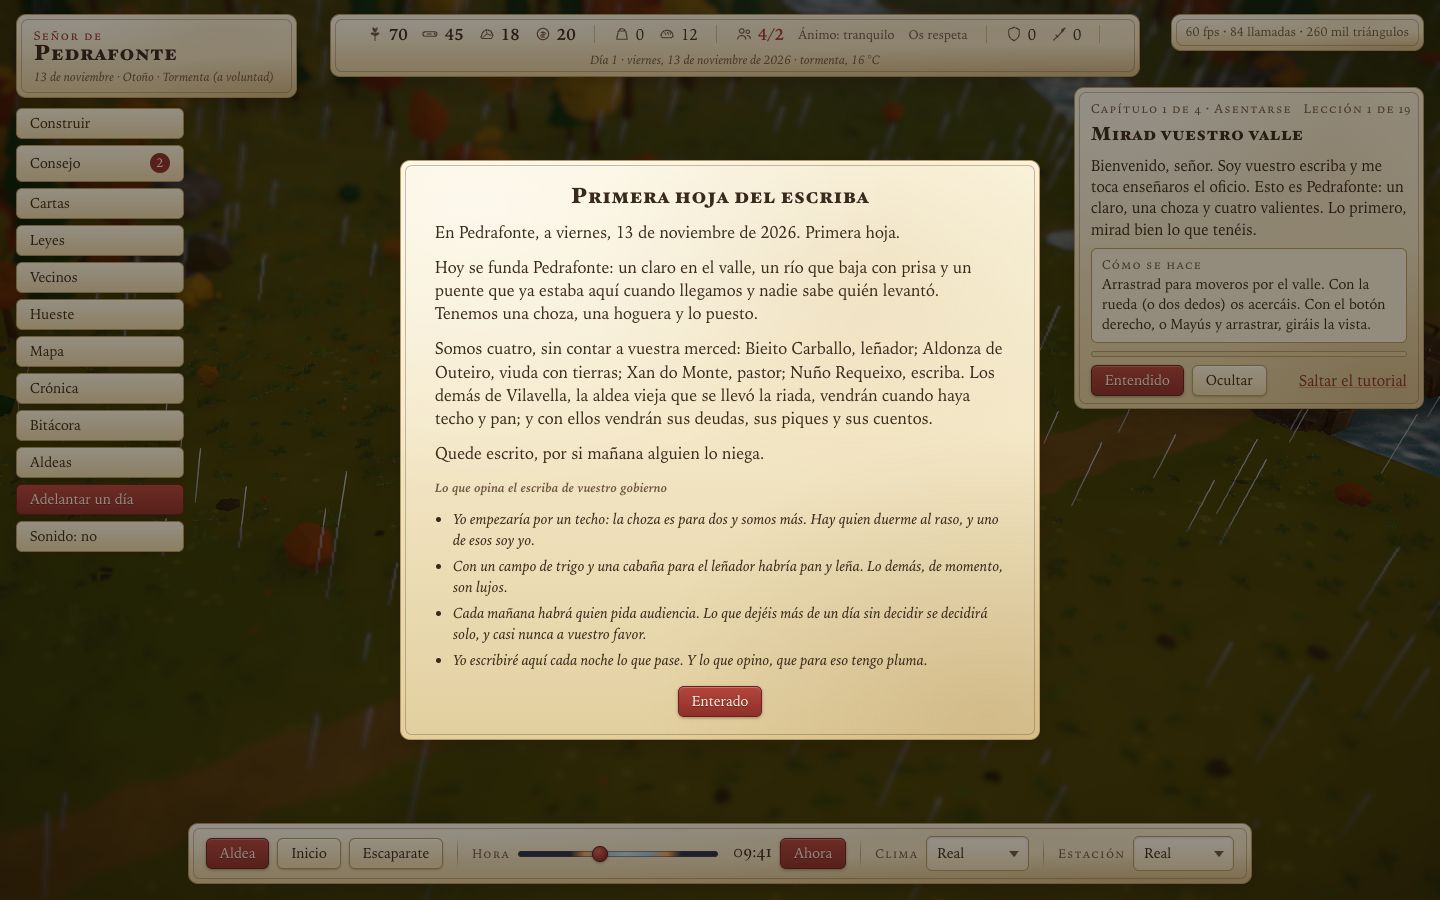 Señor de
Pedrafonte
13 de noviembre · Otoño · Tormenta (a voluntad)
70 45 18 20 0 12 4/2 Ánimo: tranquilo Os respeta 0 0
Día 1 · viernes, 13 de noviembre de 2026 · tormenta, 16 °C
60 fps · 84 llamadas · 260 mil triángulos
Construir
Consejo 2
Cartas
Leyes
Vecinos
Hueste
Mapa
Crónica
Bitácora
Aldeas
Adelantar un día
Sonido: no
Capítulo 1 de 4 · Asentarse Lección 1 de 19
Mirad vuestro valle
Bienvenido, señor. Soy vuestro escriba y me
toca enseñaros el oficio. Esto es Pedrafonte: un
claro, una choza y cuatro valientes. Lo primero,
mirad bien lo que tenéis.
Cómo se hace
Arrastrad para moveros por el valle. Con la
rueda (o dos dedos) os acercáis. Con el botón
derecho, o Mayús y arrastrar, giráis la vista.
Entendido Ocultar Saltar el tutorial
Primera hoja del escriba
En Pedrafonte, a viernes, 13 de noviembre de 2026. Primera hoja.
Hoy se funda Pedrafonte: un claro en el valle, un río que baja con prisa y un
puente que ya estaba aquí cuando llegamos y nadie sabe quién levantó.
Tenemos una choza, una hoguera y lo puesto.
Somos cuatro, sin contar a vuestra merced: Bieito Carballo, leñador; Aldonza de
Outeiro, viuda con tierras; Xan do Monte, pastor; Nuño Requeixo, escriba. Los
demás de Vilavella, la aldea vieja que se llevó la riada, vendrán cuando haya
techo y pan; y con ellos vendrán sus deudas, sus piques y sus cuentos.
Quede escrito, por si mañana alguien lo niega.
Lo que opina el escriba de vuestro gobierno
• Yo empezaría por un techo: la choza es para dos y somos más. Hay quien duerme al raso, y uno
de esos soy yo.
• Con un campo de trigo y una cabaña para el leñador habría pan y leña. Lo demás, de momento,
son lujos.
• Cada mañana habrá quien pida audiencia. Lo que dejéis más de un día sin decidir se decidirá
solo, y casi nunca a vuestro favor.
• Yo escribiré aquí cada noche lo que pase. Y lo que opino, que para eso tengo pluma.
Enterado
Aldea Inicio Escaparate Hora 09:41 Ahora Clima Real Estación Real